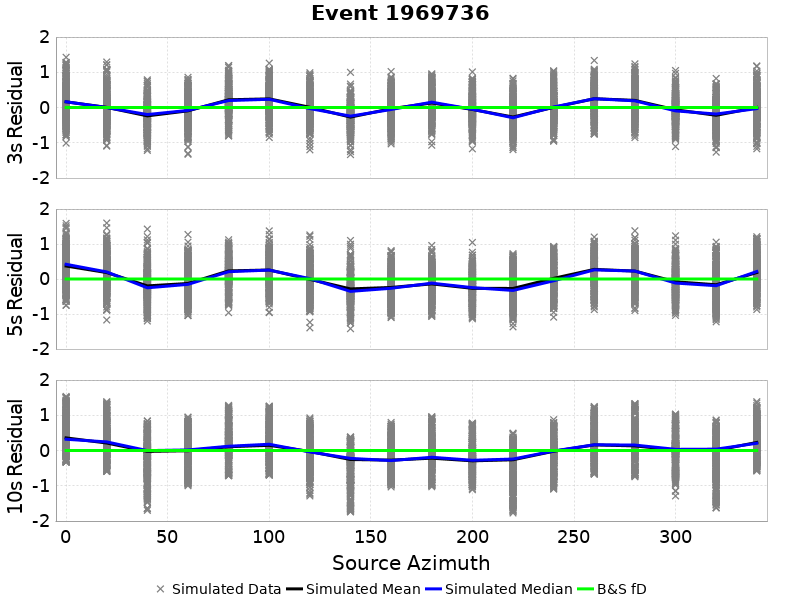 Event 1969736
3s Residual
2
1
0
-1
-2
5s Residual
2
1
0
-1
-2
10s Residual
2
1
0
-1
-2
0 50 100 150 200 250 300
Source Azimuth
Simulated Data Simulated Mean Simulated Median B&S fD